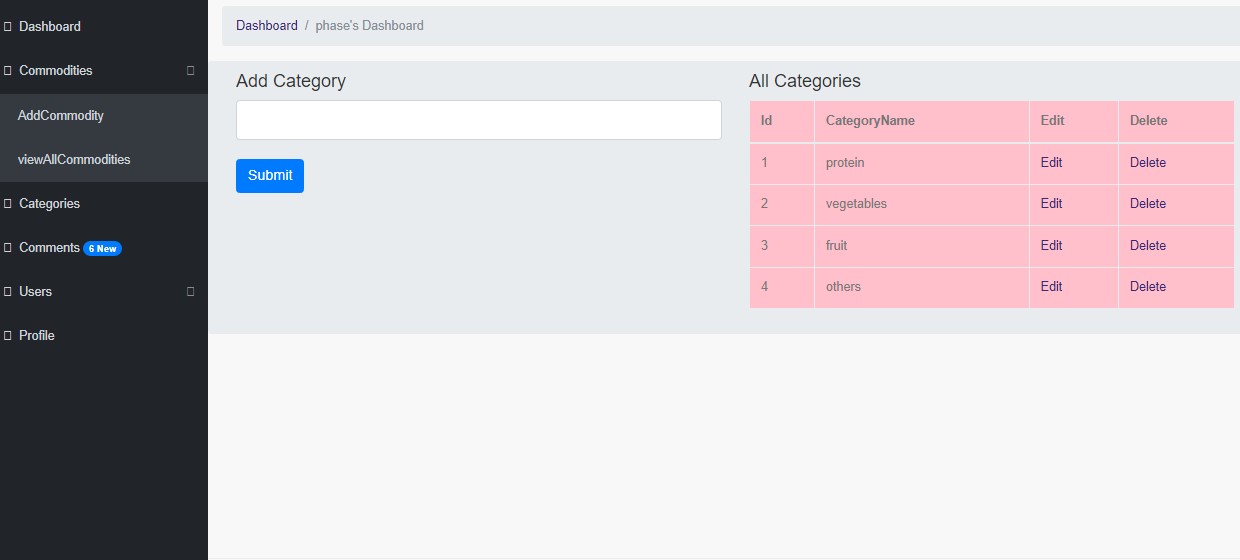 Dashboard
Commodities
AddCommodity
viewAllCommodities
Categories
Comments 6 New
Users
Profile
Dashboard / phase's Dashboard
Add Category
Submit
All Categories
Id CategoryName Edit Delete
1 protein Edit Delete
2 vegetables Edit Delete
3 fruit Edit Delete
4 others Edit Delete